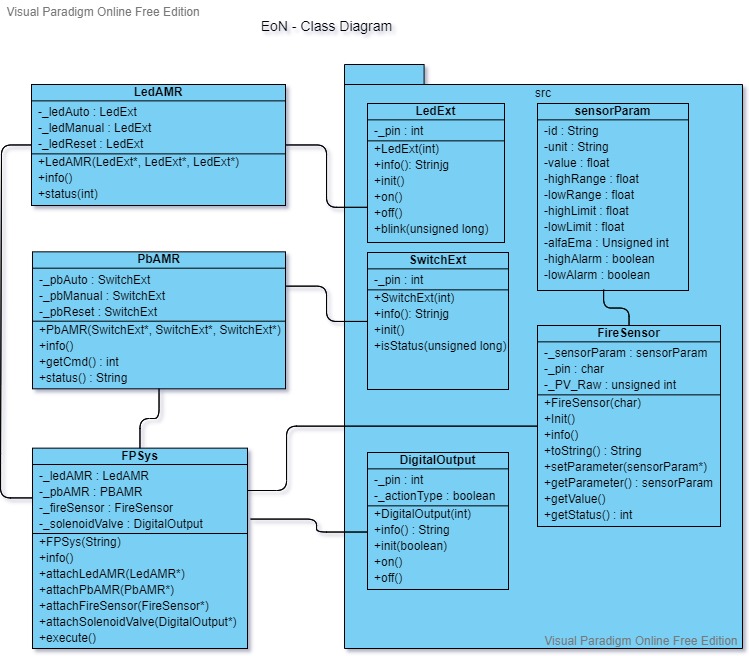 Visual Paradigm Online Free Edition
EoN - Class Diagram
LedAMR
-_ledAuto : LedExt
-_ledManual : LedExt
-_ledReset : LedExt
+LedAMR(LedExt*, LedExt*, LedExt*)
+info()
+status(int)
PbAMR
-_pbAuto : SwitchExt
-_pbManual : SwitchExt
-_pbReset : SwitchExt
+PbAMR(SwitchExt*, SwitchExt*, SwitchExt*)
+info()
+getCmd() : int
+status() : String
FPSys
-_ledAMR : LedAMR
-_pbAMR : PBAMR
-_fireSensor : FireSensor
-_solenoidValve : DigitalOutput
+FPSys(String)
+info()
+attachLedAMR(LedAMR*)
+attachPbAMR(PbAMR*)
+attachFireSensor(FireSensor*)
+attachSolenoidValve(DigitalOutput*)
+execute()
src
LedExt
-_pin : int
+LedExt(int)
+info(): Strinjg
+init()
+on()
+off()
+blink(unsigned long)
SwitchExt
-_pin : int
+SwitchExt(int)
+info(): Strinjg
+init()
+isStatus(unsigned long)
DigitalOutput
-_pin : int
-_actionType : boolean
+DigitalOutput(int)
+info() : String
+init(boolean)
+on()
+off()
sensorParam
-id : String
-unit : String
-value : float
-highRange : float
-lowRange : float
-highLimit : float
-lowLimit : float
-alfaEma : Unsigned int
-highAlarm : boolean
-lowAlarm : boolean
FireSensor
-_sensorParam : sensorParam
-_pin : char
-_PV_Raw : unsigned int
+FireSensor(char)
+Init()
+info()
+toString() : String
+setParameter(sensorParam*)
+getParameter() : sensorParam
+getValue()
+getStatus() : int
Visual Paradigm Online Free Edition